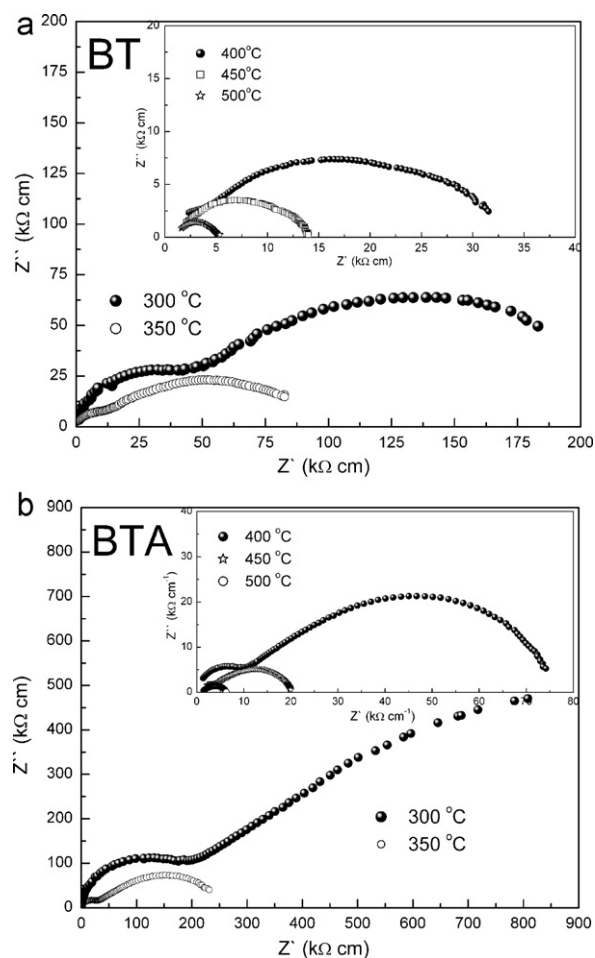 a
BT
200
175
150
125
100
75
50
25
0
Z`` (kΩ cm)
0 25 50 75 100 125 150 175 200
Z` (kΩ cm)
300 °C
350 °C
20
15
10
5
0
Z`` (kΩ cm)
400°C
450°C
500°C
0 5 10 15 20 25 30 35 40
Z` (kΩ cm)
b
BTA
900
800
700
600
500
400
300
200
100
0
Z`` (kΩ cm)
0 100 200 300 400 500 600 700 800 900
Z` (kΩ cm)
300 °C
350 °C
40
30
20
10
0
Z`` (kΩ cm⁻¹)
400 °C
450 °C
500 °C
0 10 20 30 40 50 60 70 80
Z` (kΩ cm⁻¹)